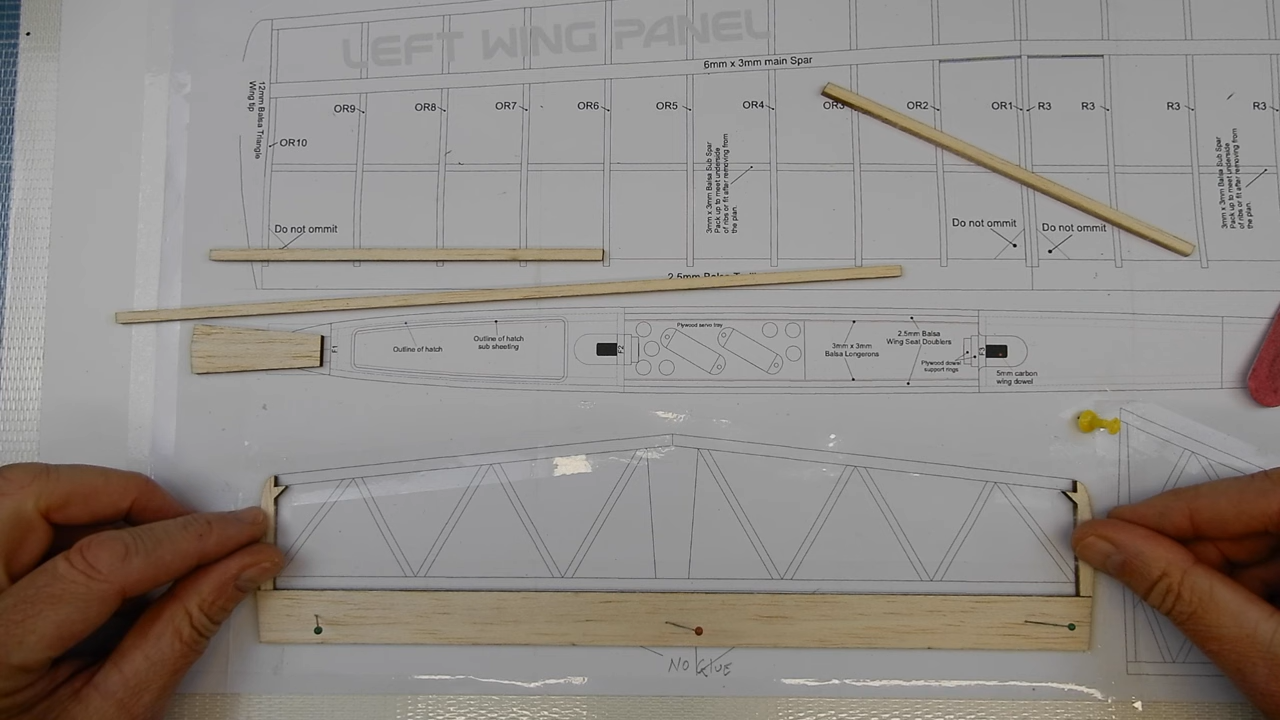 LEFT WING PANEL
6mm x 3mm main Spar
12mm Balsa Triangle
Wing tip
OR10
OR9
OR8
OR7
OR6
OR5
OR4
OR3
OR2
OR1
R3
R3
R3
R3
3mm x 3mm Balsa Sub Spar
Pack up to meet underside
of ribs or fit after removing from
the plan.
3mm x 3mm Balsa Sub Spar
Pack up to meet underside
of ribs or fit after removing from
the plan.
Do not ommit
Do not ommit
Do not ommit
2.5mm Balsa
F1
Outline of hatch
Outline of hatch
sub sheeting
F2
Plywood servo tray
3mm x 3mm
Balsa Longerons
2.5mm Balsa
Wing Seat Doublers
Plywood dowel
support rings
F3
5mm carbon
wing dowel
NO GLUE